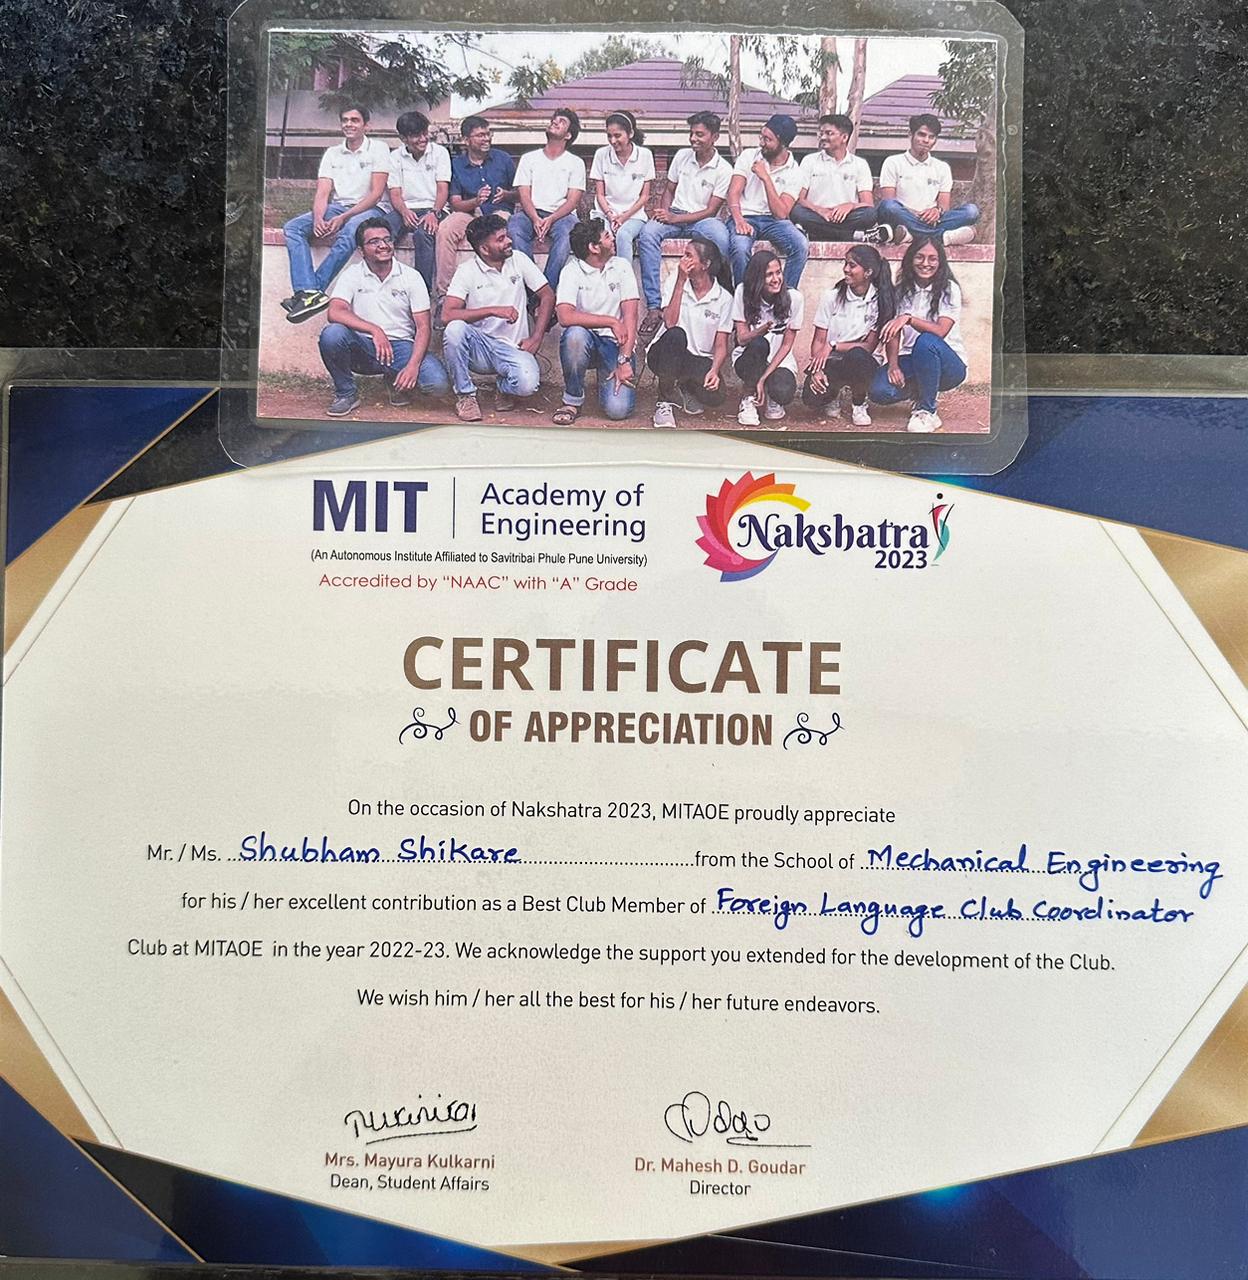 MIT
Academy of
Engineering
(An Autonomous Institute Affiliated to Savitribai Phule Pune University)
Accredited by “NAAC” with “A” Grade
Nakshatra
2023
CERTIFICATE
OF APPRECIATION
On the occasion of Nakshatra 2023, MITAOE proudly appreciate
Mr. / Ms. Shubham Shikare from the School of Mechanical Engineering
for his / her excellent contribution as a Best Club Member of Foreign Language Club Coordinator
Club at MITAOE in the year 2022-23. We acknowledge the support you extended for the development of the Club.
We wish him / her all the best for his / her future endeavors.
Mrs. Mayura Kulkarni
Dean, Student Affairs
Dr. Mahesh D. Goudar
Director